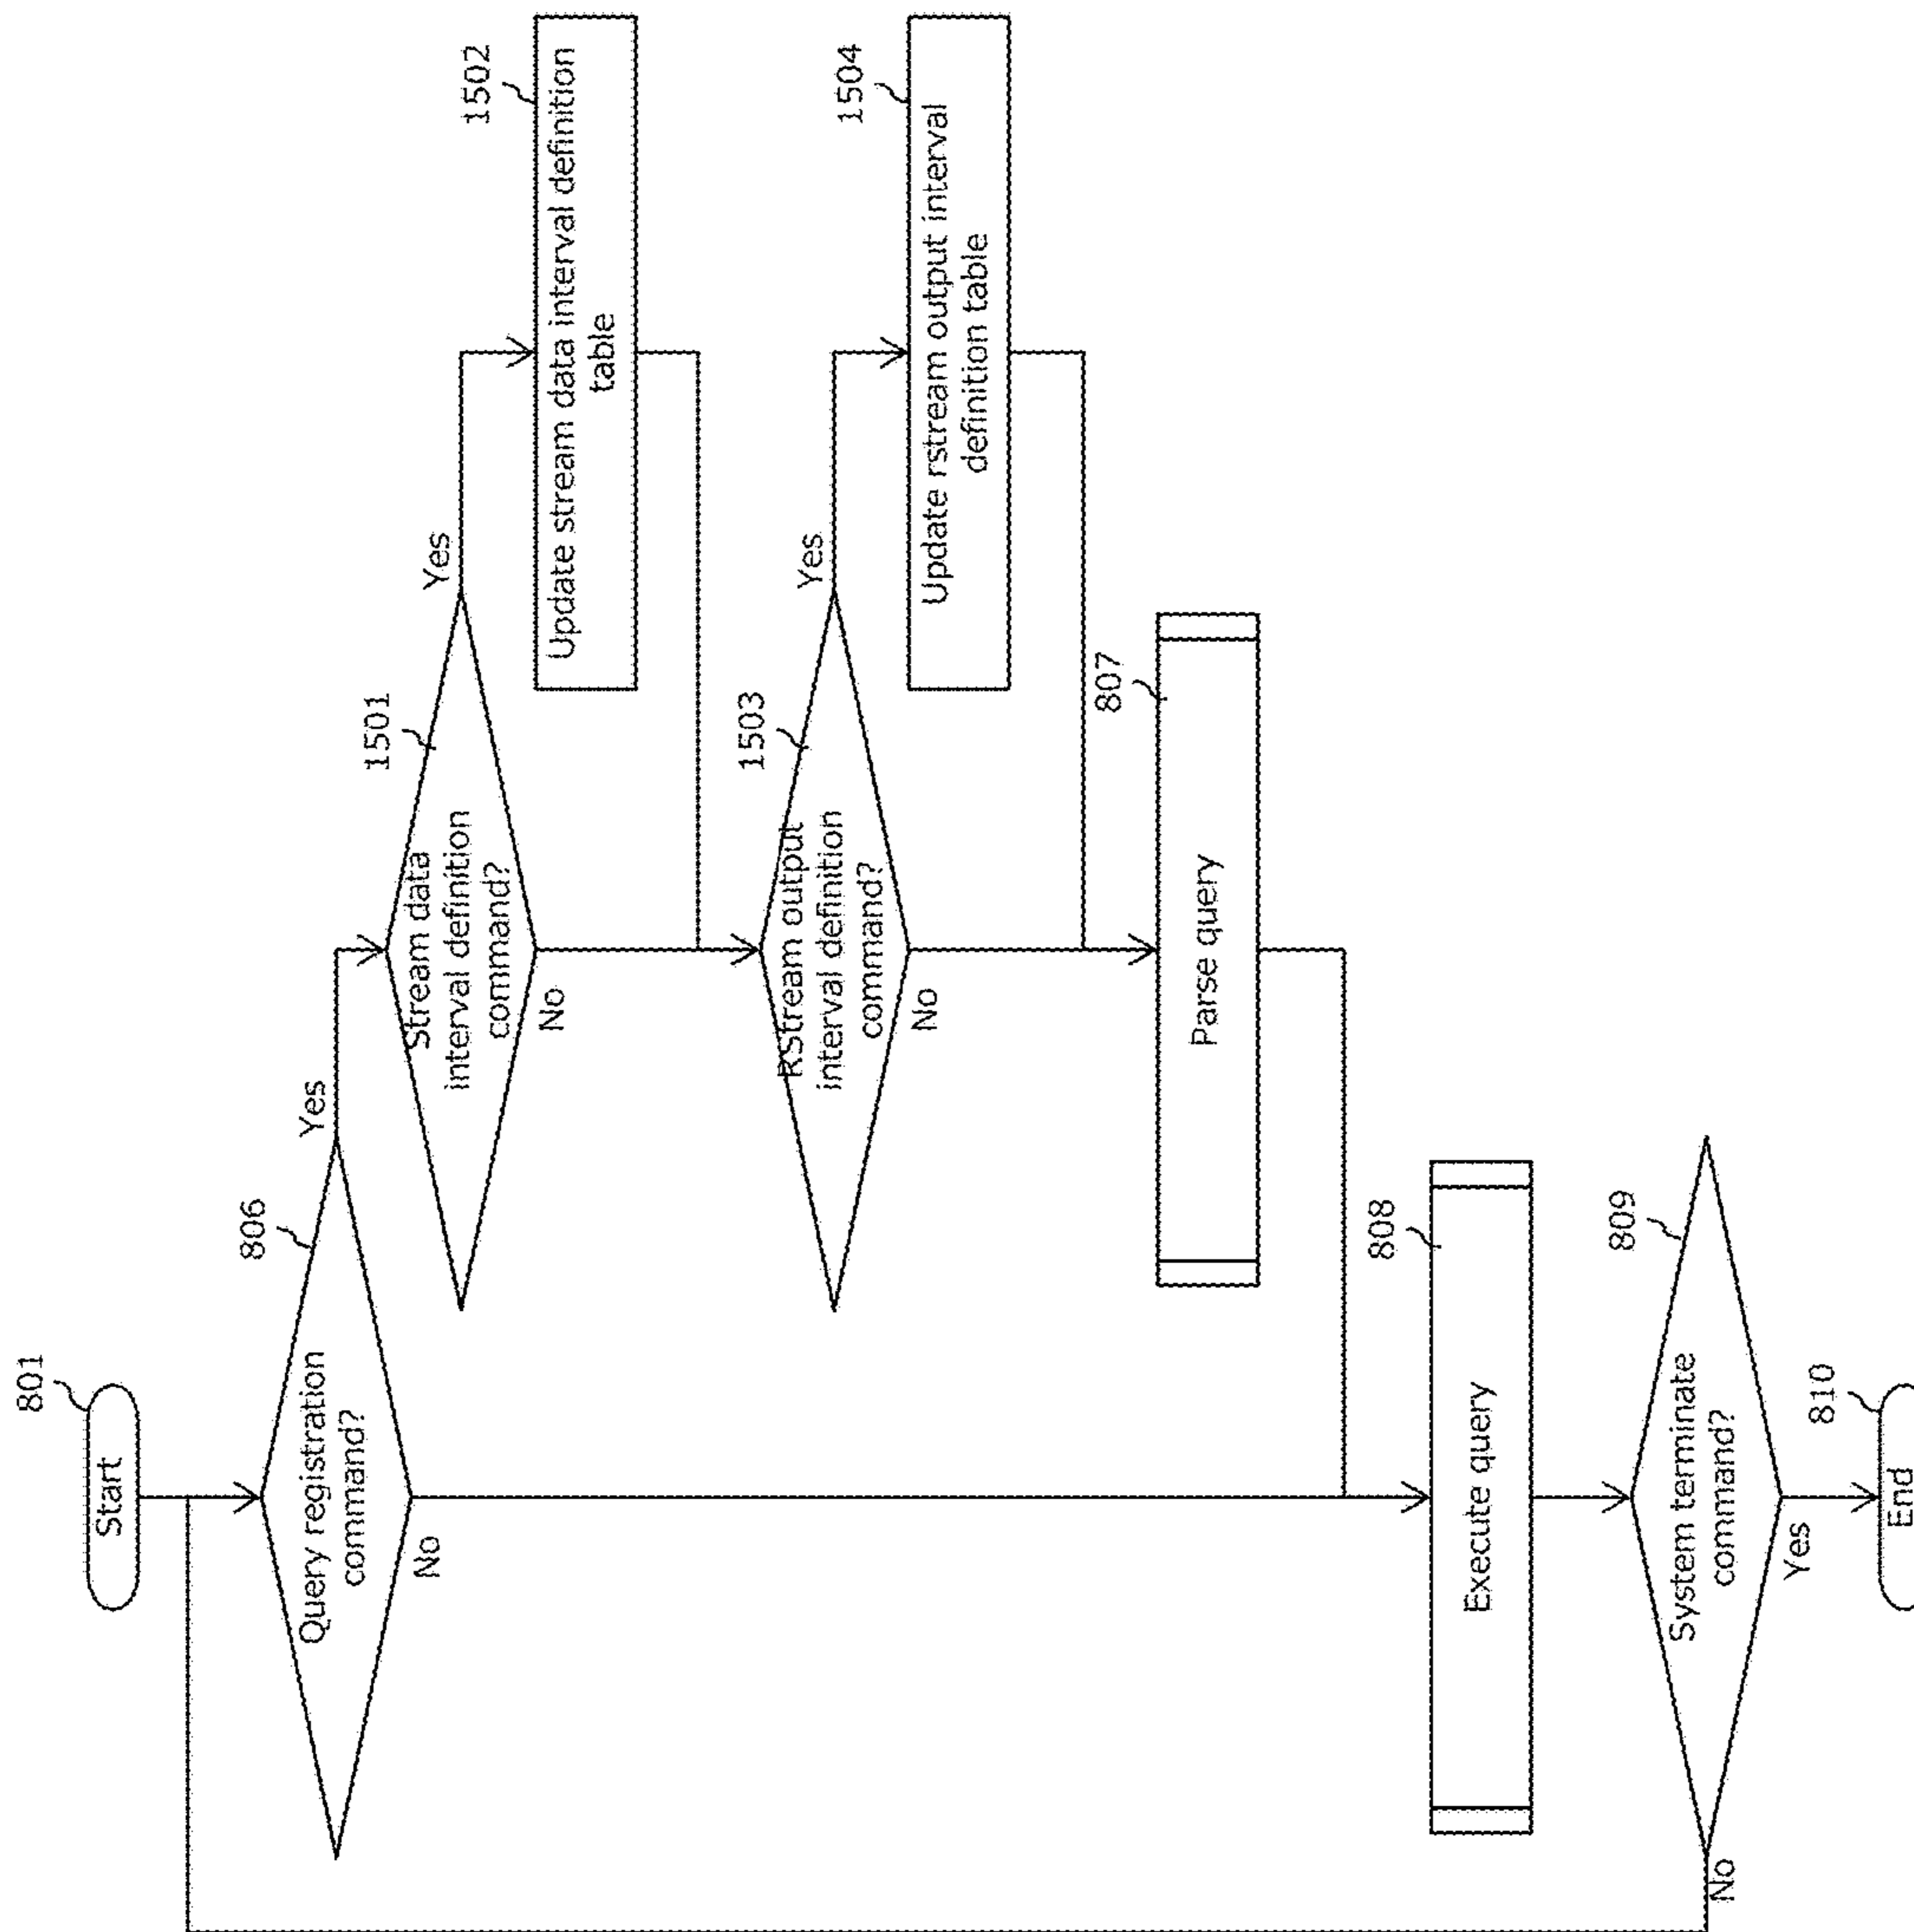 801
Start
806
Query registration
command?
Yes
No
1501
Stream data
interval definition
command?
Yes
No
1502
Update stream data interval definition
table
1503
RStream output
interval definition
command?
Yes
No
1504
Update rstream output interval
definition table
807
Parse query
808
Execute query
809
System terminate
command?
No
Yes
810
End